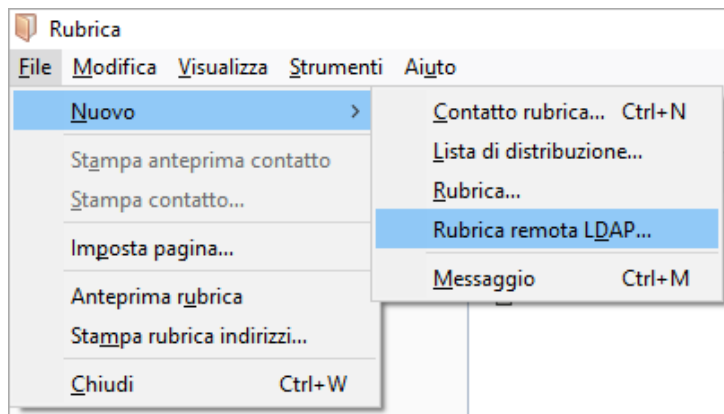 Rubrica
File Modifica Visualizza Strumenti Aiuto
Nuovo >
Contatto rubrica... Ctrl+N
Lista di distribuzione...
Rubrica...
Rubrica remota LDAP...
Messaggio Ctrl+M
Stampa anteprima contatto
Stampa contatto...
Imposta pagina...
Anteprima rubrica
Stampa rubrica indirizzi...
Chiudi Ctrl+W